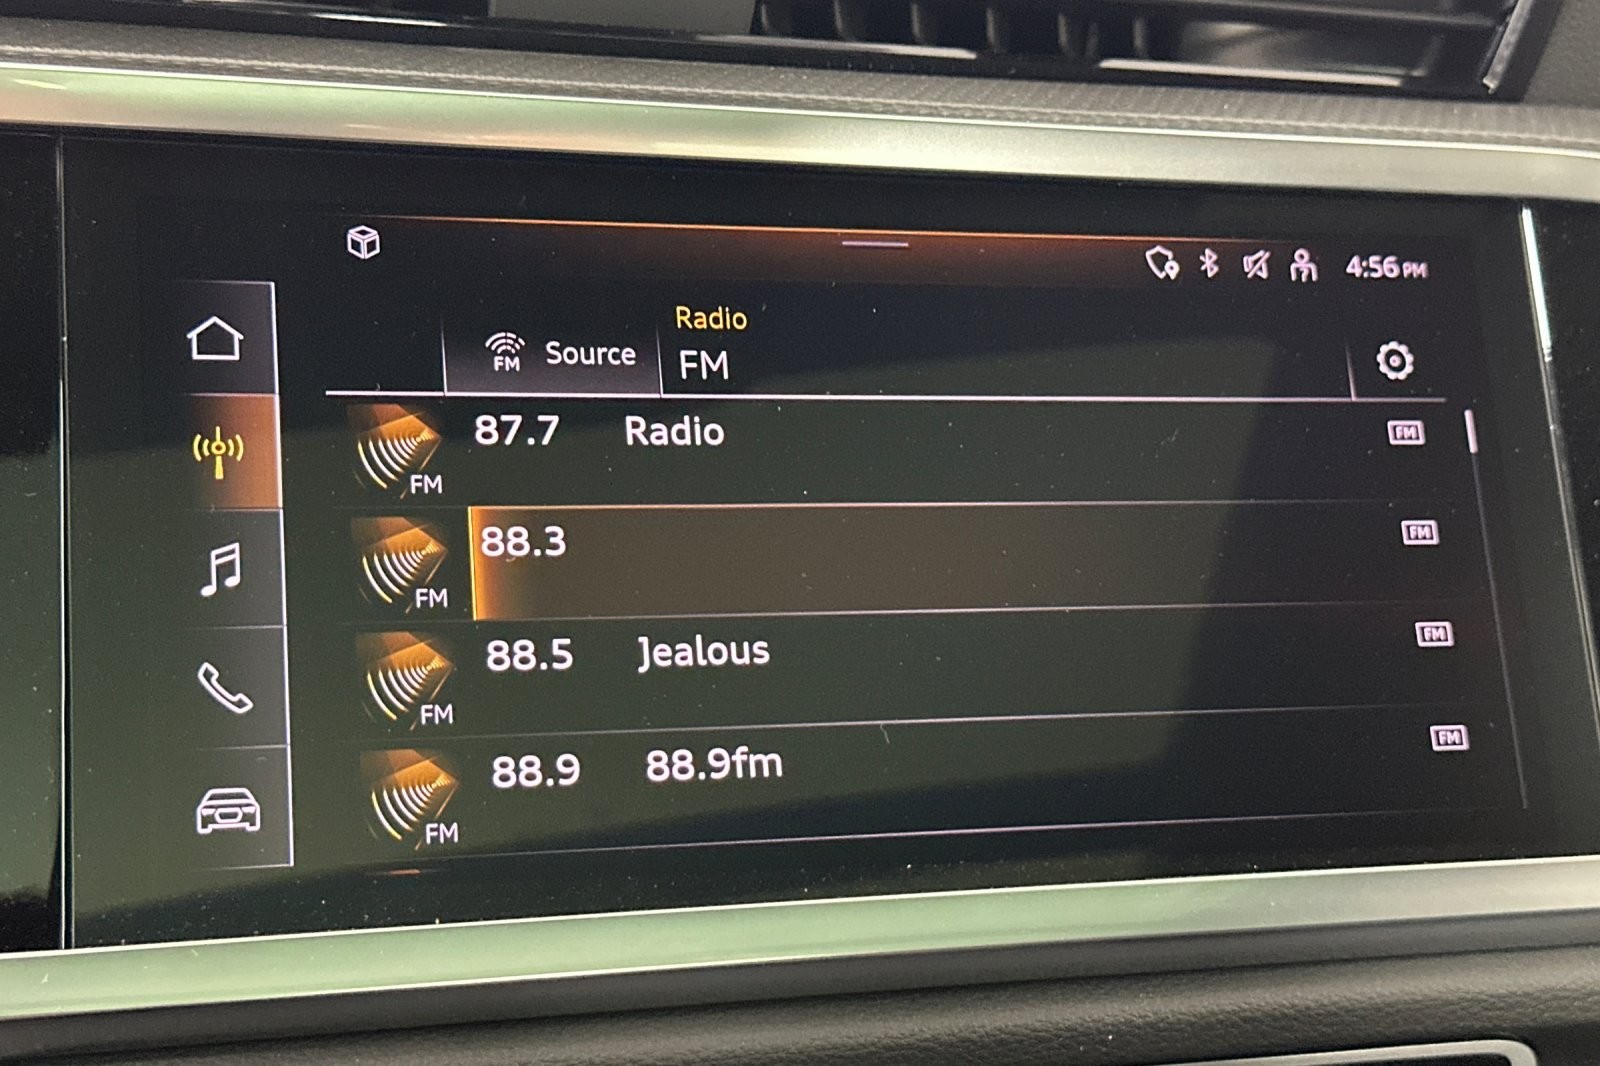 4:56 PM
Radio
FM Source
FM
87.7 Radio FM
FM
88.3 FM
FM
88.5 Jealous FM
FM
88.9 88.9fm FM
FM